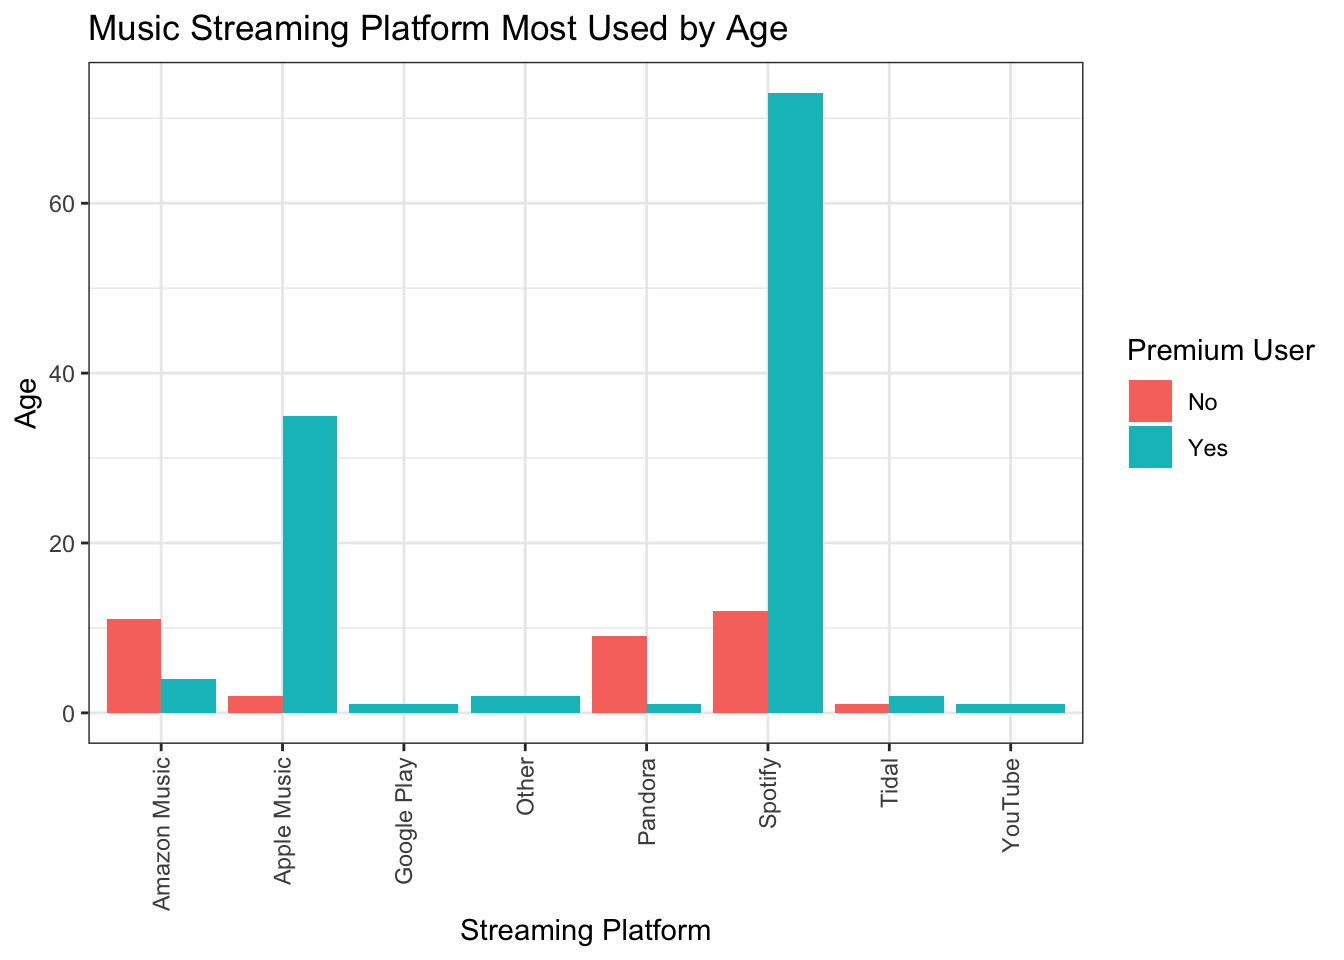 Music Streaming Platform Most Used by Age
Age
60
40
20
0
Amazon Music
Apple Music
Google Play
Other
Pandora
Spotify
Tidal
YouTube
Streaming Platform
Premium User
No
Yes